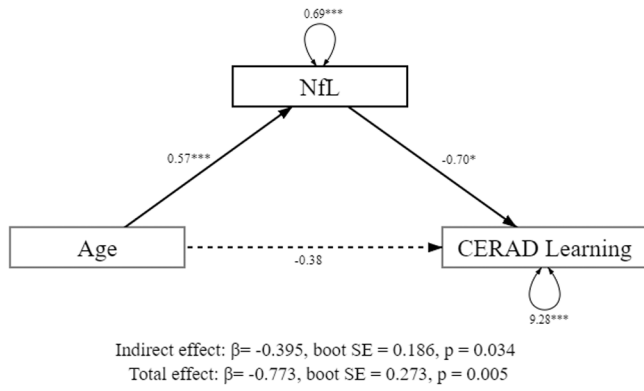 0.69***
NfL
0.57***
-0.70*
Age
-0.38
CERAD Learning
9.28***
Indirect effect: β= -0.395, boot SE = 0.186, p = 0.034
Total effect: β= -0.773, boot SE = 0.273, p = 0.005